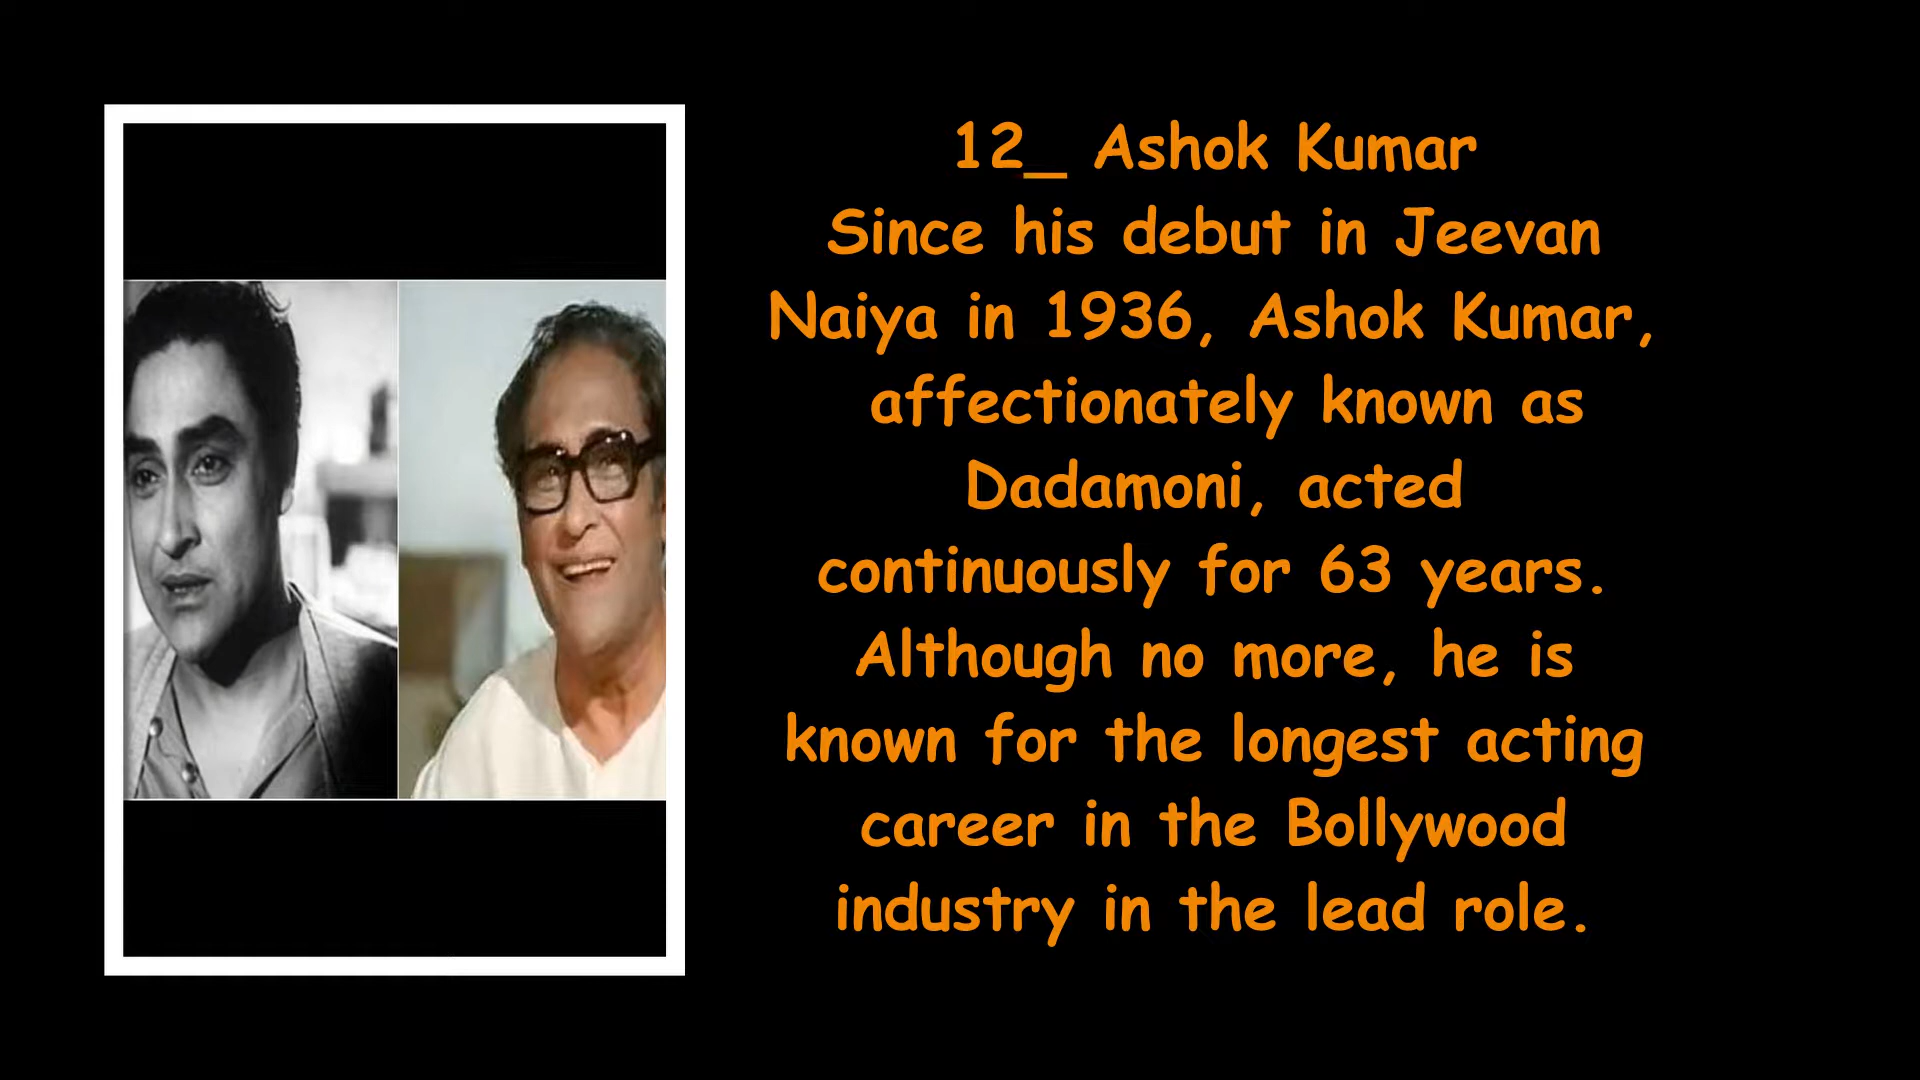 12_ Ashok Kumar
Since his debut in Jeevan
Naiya in 1936, Ashok Kumar,
affectionately known as
Dadamoni, acted
continuously for 63 years.
Although no more, he is
known for the longest acting
career in the Bollywood
industry in the lead role.